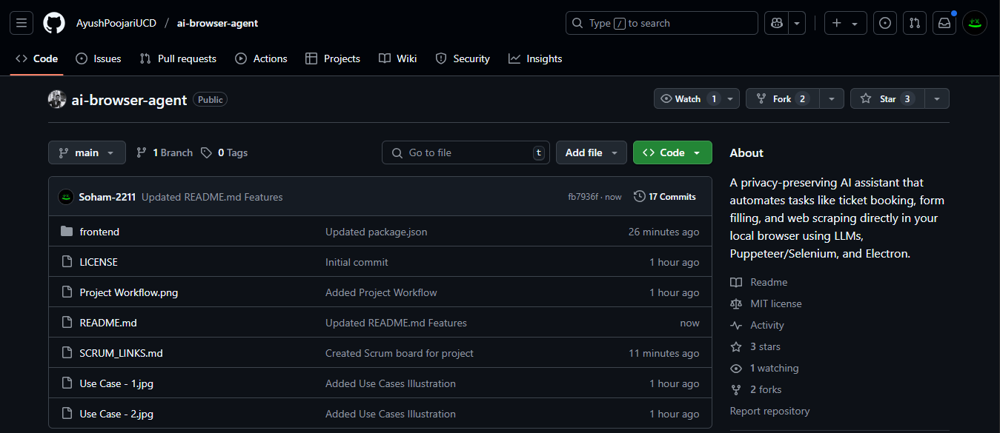 AyushPoojariUCD / ai-browser-agent
Type / to search
Code Issues Pull requests Actions Projects Wiki Security Insights
ai-browser-agent Public
Watch 1 Fork 2 Star 3
main 1 Branch 0 Tags Go to file t Add file Code
Soham-2211 Updated README.md Features fb7936f · now 17 Commits
frontend Updated package.json 26 minutes ago
LICENSE Initial commit 1 hour ago
Project Workflow.png Added Project Workflow 1 hour ago
README.md Updated README.md Features now
SCRUM_LINKS.md Created Scrum board for project 11 minutes ago
Use Case - 1.jpg Added Use Cases Illustration 1 hour ago
Use Case - 2.jpg Added Use Cases Illustration 1 hour ago
About
A privacy-preserving AI assistant that
automates tasks like ticket booking, form
filling, and web scraping directly in your
local browser using LLMs,
Puppeteer/Selenium, and Electron.
Readme
MIT license
Activity
3 stars
1 watching
2 forks
Report repository